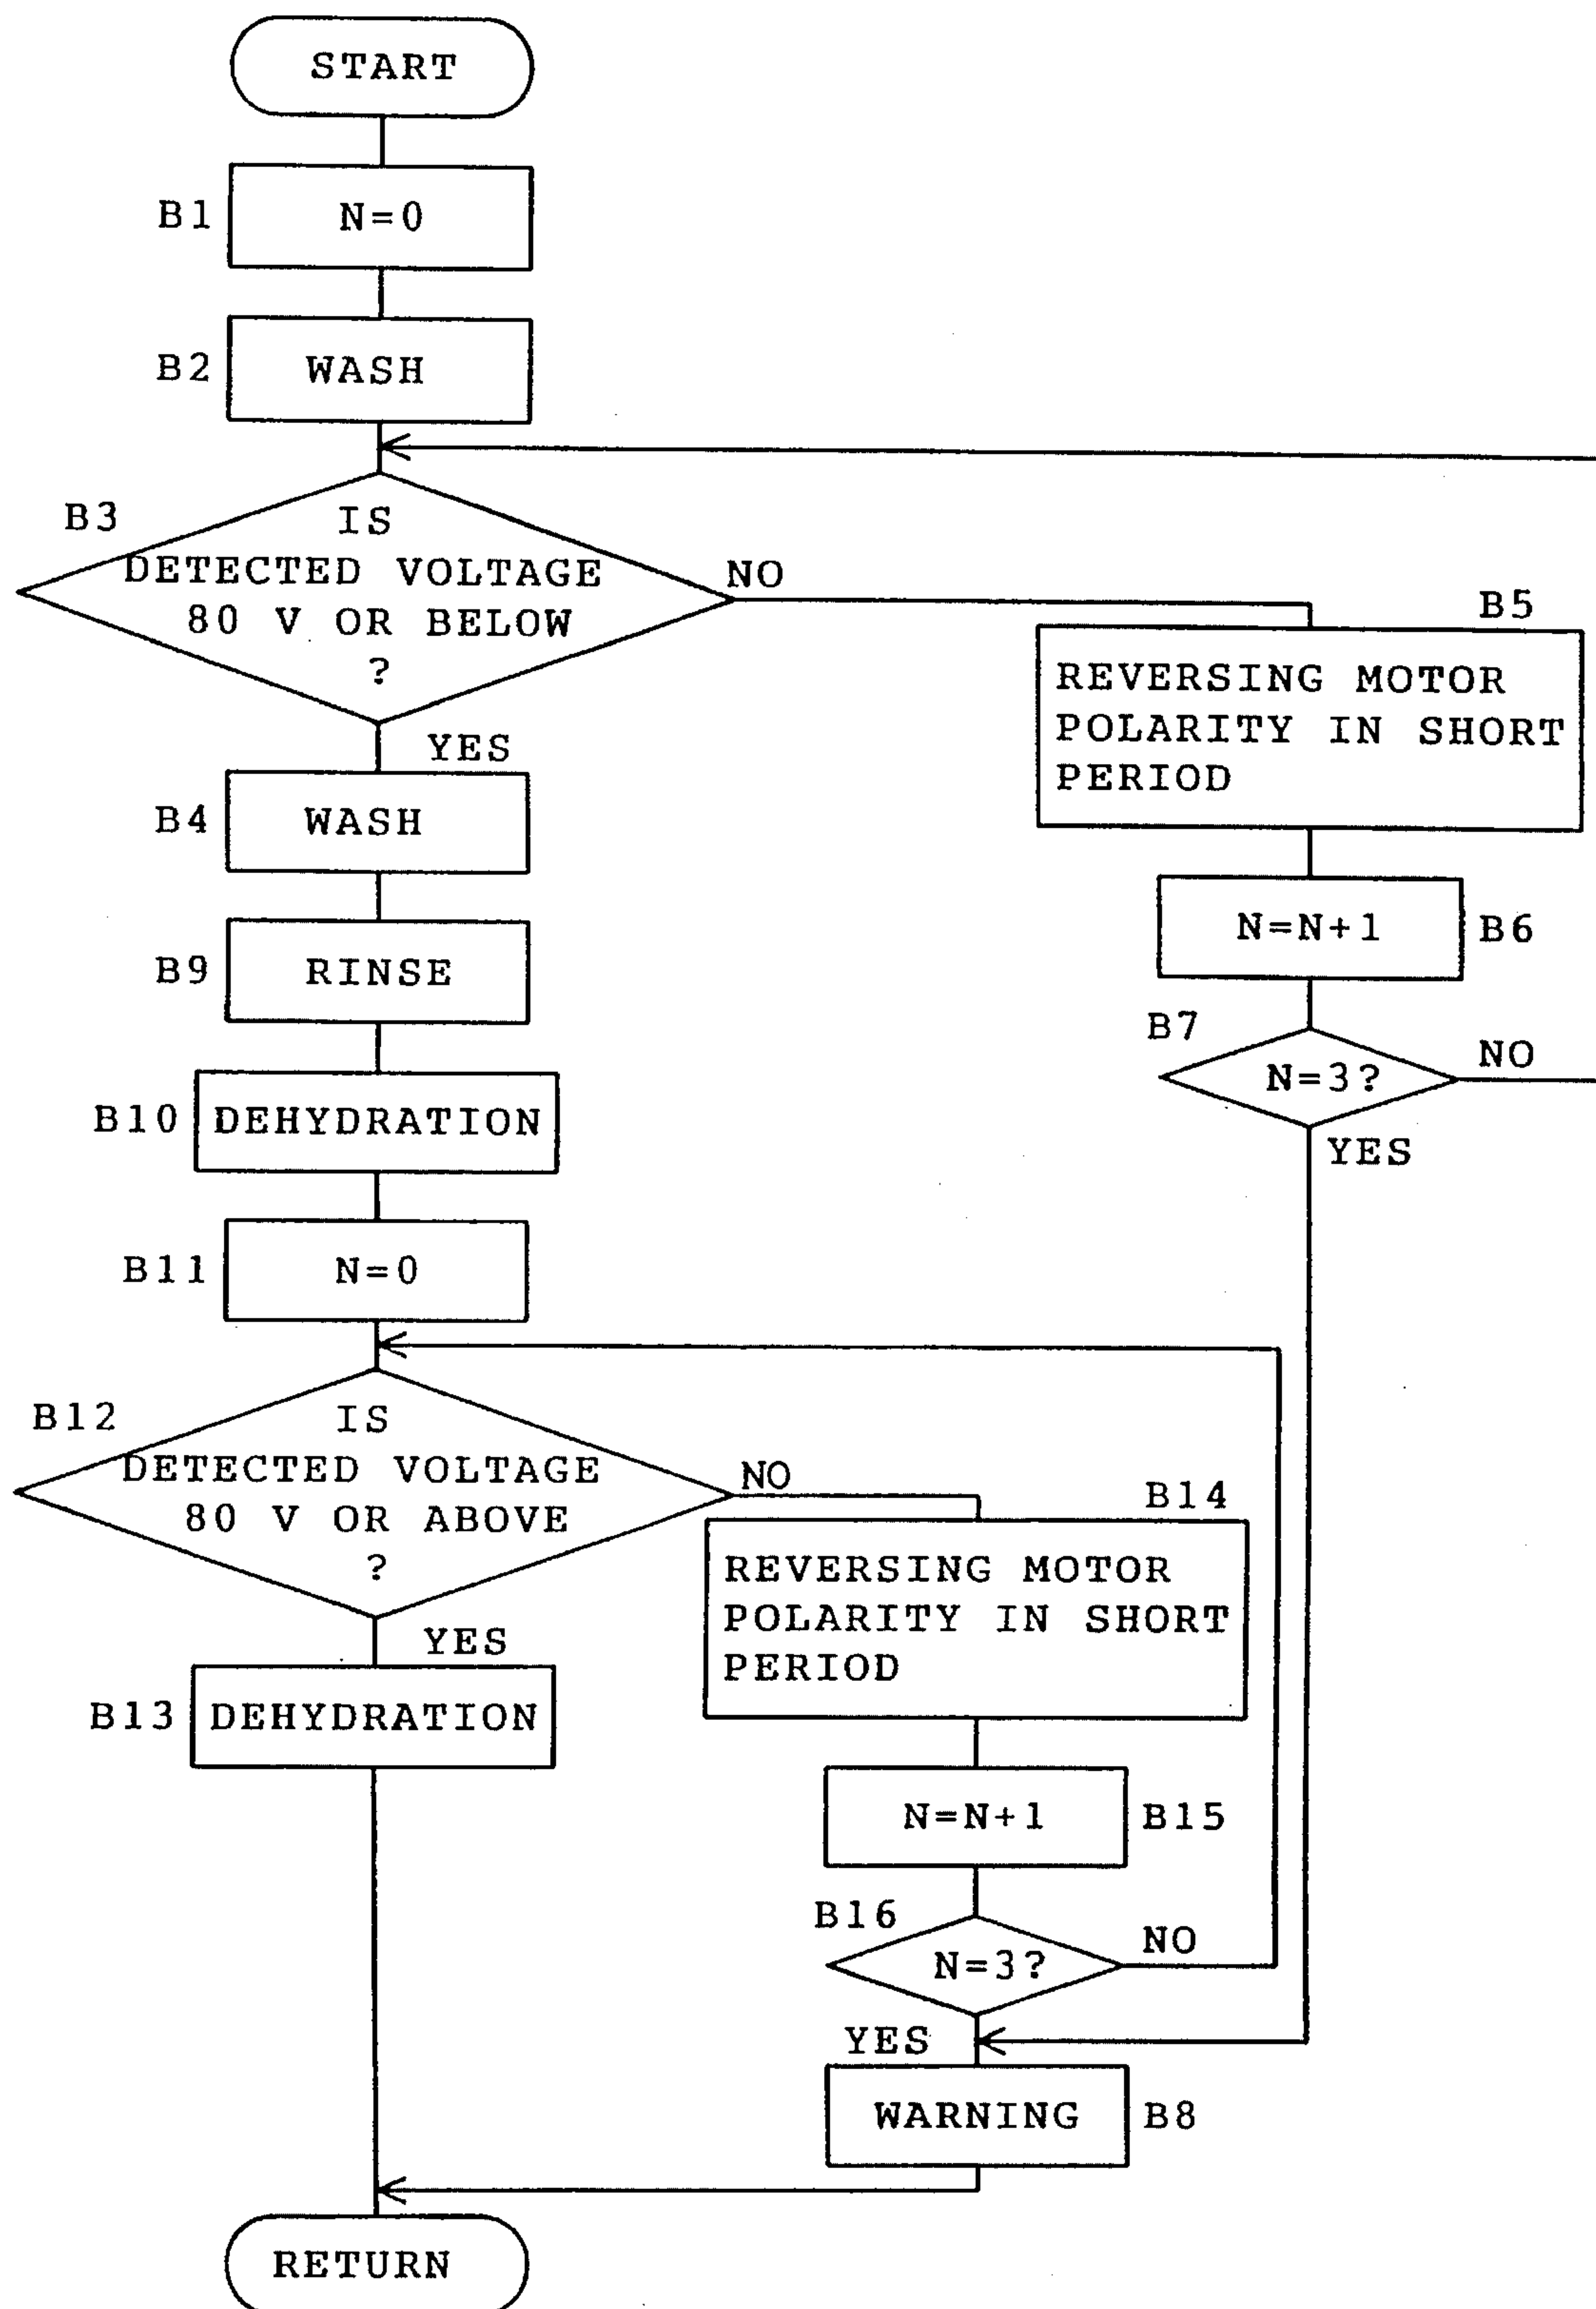 START
B1
N=0
B2
WASH
B3
IS
DETECTED VOLTAGE
80 V OR BELOW
?
NO
YES
B5
REVERSING MOTOR
POLARITY IN SHORT
PERIOD
B4
WASH
N=N+1
B6
B9
RINSE
B7
N=3?
NO
YES
B10
DEHYDRATION
B11
N=0
B12
IS
DETECTED VOLTAGE
80 V OR ABOVE
?
NO
YES
B14
REVERSING MOTOR
POLARITY IN SHORT
PERIOD
B13
DEHYDRATION
N=N+1
B15
B16
N=3?
NO
YES
WARNING
B8
RETURN